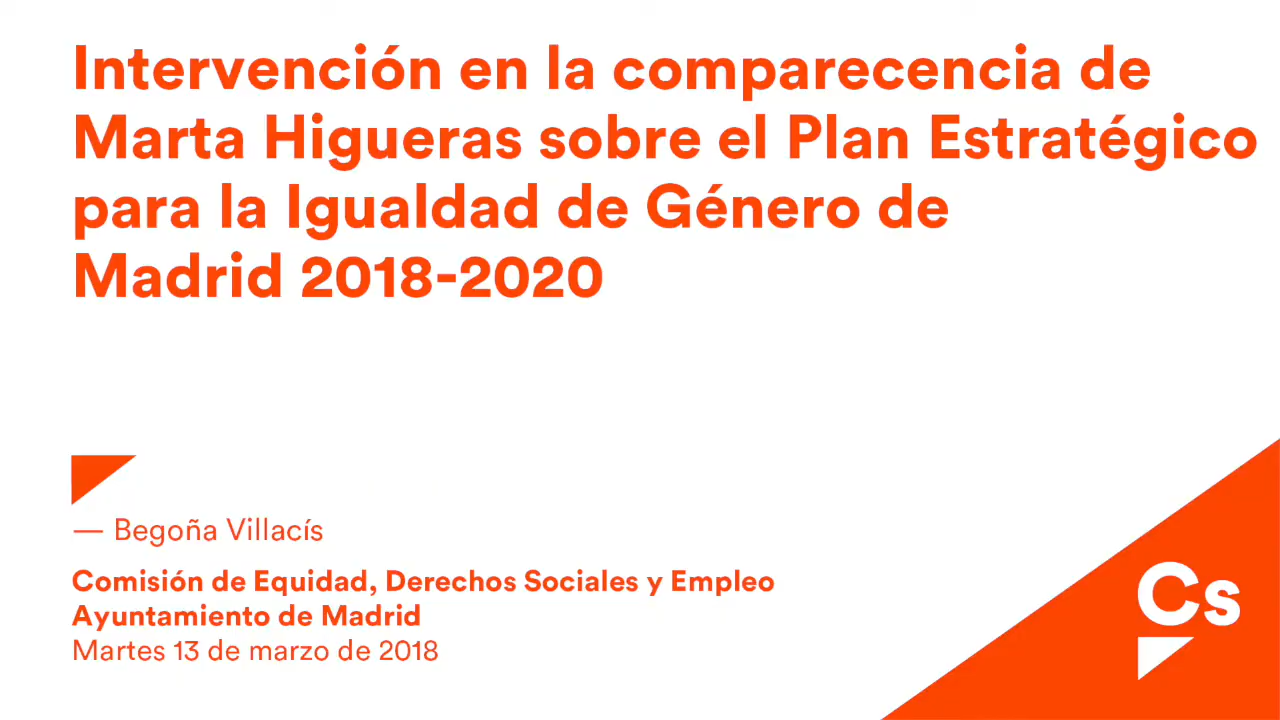 Intervención en la comparecencia de
Marta Higueras sobre el Plan Estratégico
para la Igualdad de Género de
Madrid 2018-2020
— Begoña Villacís
Comisión de Equidad, Derechos Sociales y Empleo
Ayuntamiento de Madrid
Martes 13 de marzo de 2018
Cs